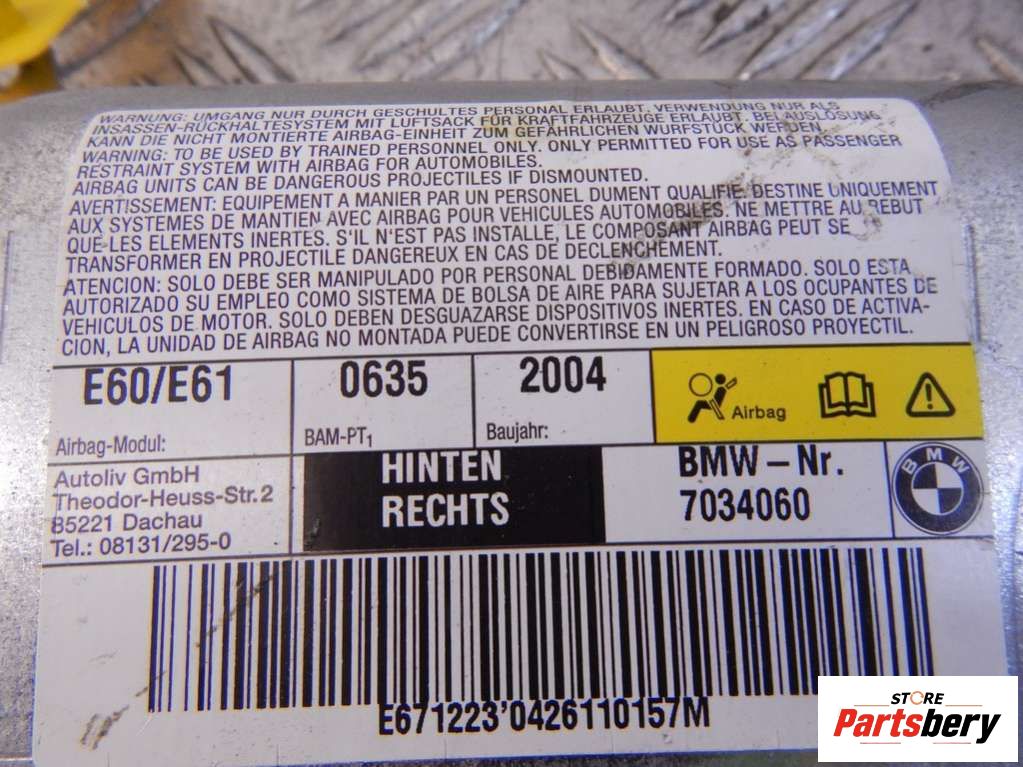 WARNUNG: UMGANG NUR DURCH GESCHULTES PERSONAL ERLAUBT. VERWENDUNG NUR ALS
INSASSEN-RÜCKHALTESYSTEM MIT LUFTSACK FÜR KRAFTFAHRZEUGE ERLAUBT. BEI AUSLÖSUNG
KANN DIE NICHT MONTIERTE AIRBAG-EINHEIT ZUM GEFÄHRLICHEN WURFSTÜCK WERDEN.
WARNING: TO BE USED BY TRAINED PERSONNEL ONLY. ONLY PERMITTED FOR USE AS PASSENGER
RESTRAINT SYSTEM WITH AIRBAG FOR AUTOMOBILES.
AIRBAG UNITS CAN BE DANGEROUS PROJECTILES IF DISMOUNTED.
AVERTISSEMENT: EQUIPEMENT A MANIER PAR UN PERSONEL DUMENT QUALIFIE. DESTINE UNIQUEMENT
AUX SYSTEMES DE MANTIEN AVEC AIRBAG POUR VEHICULES AUTOMOBILES. NE METTRE AU REBUT
QUE-LES ELEMENTS INERTES. S'IL N'EST PAS INSTALLE, LE COMPOSANT AIRBAG PEUT SE
TRANSFORMER EN PROJECTILE DANGEREUX EN CAS DE DECLENCHEMENT.
ATENCION: SOLO DEBE SER MANIPULADO POR PERSONAL DEBIDAMENTE FORMADO. SOLO ESTA
AUTORIZADO SU EMPLEO COMO SISTEMA DE BOLSA DE AIRE PARA SUJETAR A LOS OCUPANTES DE
VEHICULOS DE MOTOR. SOLO DEBEN DESGUAZARSE DISPOSITIVOS INERTES. EN CASO DE ACTIVA-
CION, LA UNIDAD DE AIRBAG NO MONTADA PUEDE CONVERTIRSE EN UN PELIGROSO PROYECTIL.
E60/E61
Airbag-Modul:
0635
BAM-PT1
2004
Baujahr:
Airbag
Autoliv GmbH
Theodor-Heuss-Str.2
85221 Dachau
Tel.: 08131/295-0
HINTEN
RECHTS
BMW – Nr.
7034060
BMW
E671223'0426110157M
STORE
Partsbery